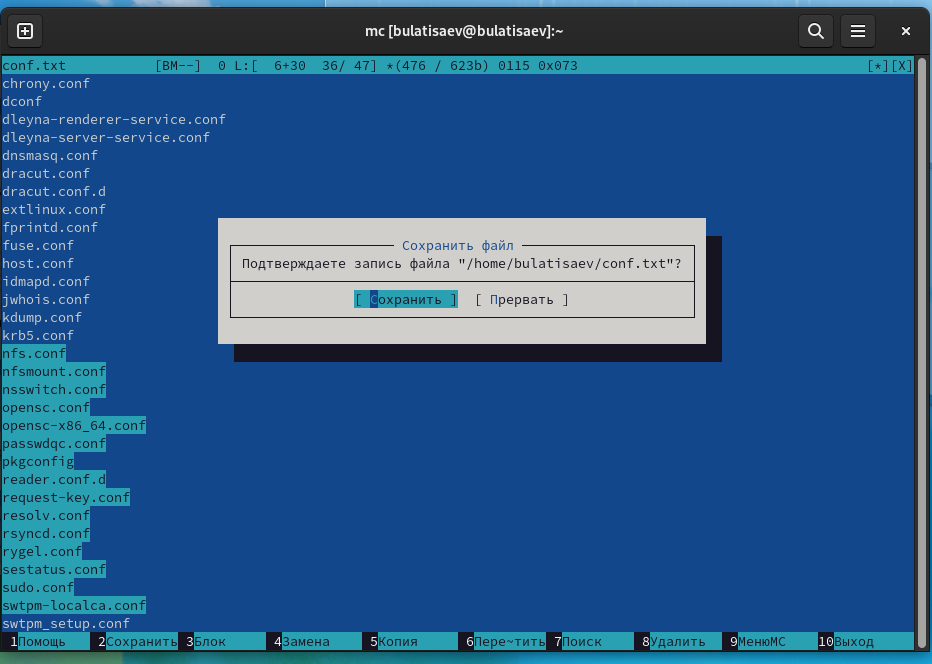 mc [bulatisaev@bulatisaev]:~
conf.txt [BM--] 0 L:[ 6+30 36/ 47] *(476 / 623b) 0115 0x073 [*][X]
chrony.conf
dconf
dleyna-renderer-service.conf
dleyna-server-service.conf
dnsmasq.conf
dracut.conf
dracut.conf.d
extlinux.conf
fprintd.conf
fuse.conf
host.conf
idmapd.conf
jwhois.conf
kdump.conf
krb5.conf
Сохранить файл
Подтверждаете запись файла "/home/bulatisaev/conf.txt"?
[ Сохранить ] [ Прервать ]
nfs.conf
nfsmount.conf
nsswitch.conf
opensc.conf
opensc-x86_64.conf
passwdqc.conf
pkgconfig
reader.conf.d
request-key.conf
resolv.conf
rsyncd.conf
rygel.conf
sestatus.conf
sudo.conf
swtpm-localca.conf
swtpm_setup.conf
1Помощь 2Сохранить 3Блок 4Замена 5Копия 6Пере~тить 7Поиск 8Удалить 9МенюМС 10Выход